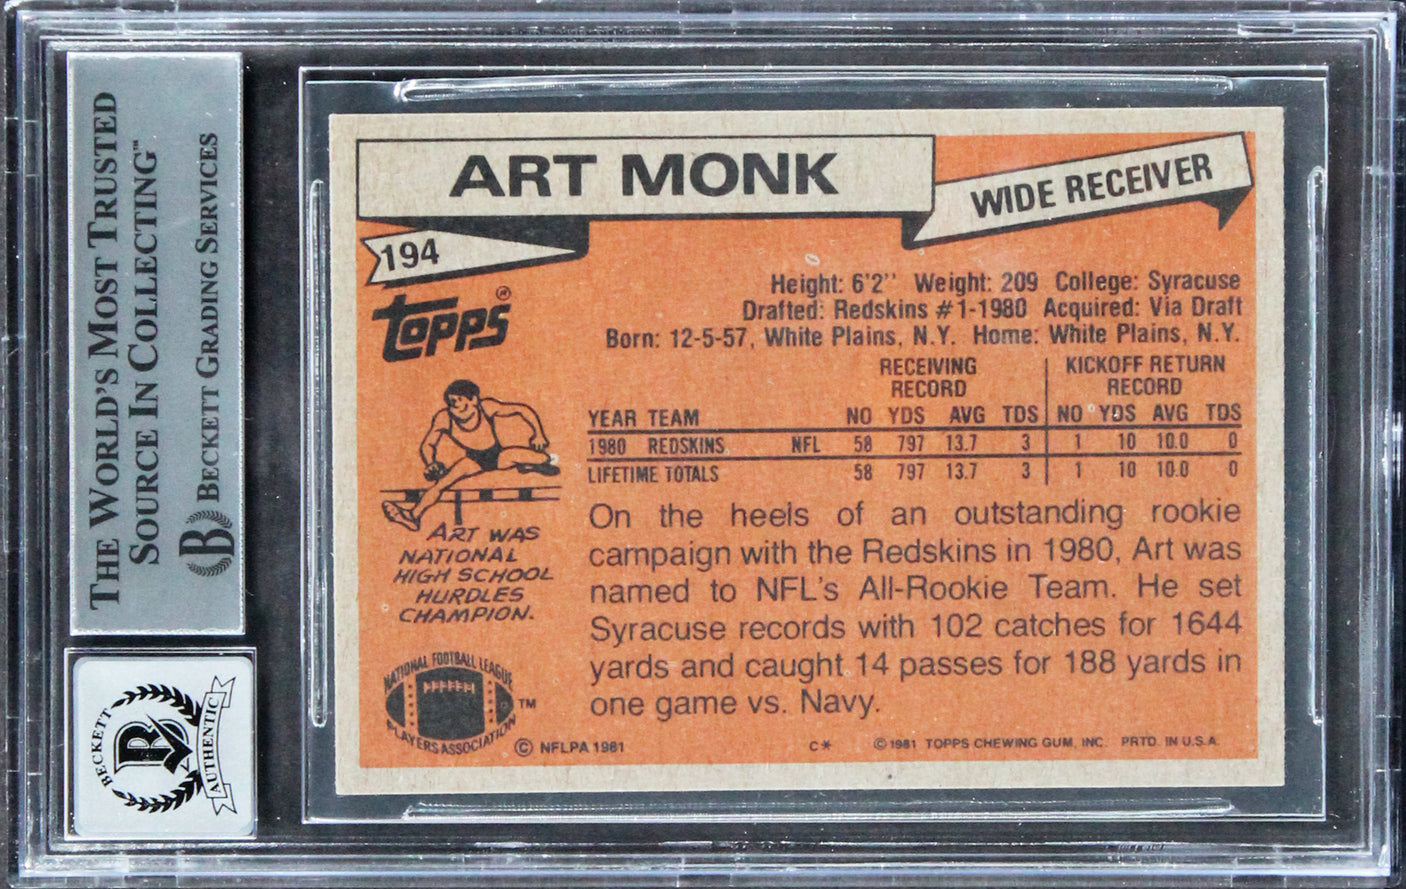 THE WORLD'S MOST TRUSTED
SOURCE IN COLLECTING™
BECKETT GRADING SERVICES
B
BECKETT
B
AUTHENTIC
ART MONK
WIDE RECEIVER
194
TOPPS®
Height: 6'2'' Weight: 209 College: Syracuse
Drafted: Redskins #1-1980 Acquired: Via Draft
Born: 12-5-57, White Plains, N.Y. Home: White Plains, N.Y.
RECEIVING RECORD KICKOFF RETURN RECORD
YEAR TEAM NO YDS AVG TDS NO YDS AVG TDS
1980 REDSKINS NFL 58 797 13.7 3 1 10 10.0 0
LIFETIME TOTALS 58 797 13.7 3 1 10 10.0 0
ART WAS
NATIONAL
HIGH SCHOOL
HURDLES
CHAMPION.
On the heels of an outstanding rookie
campaign with the Redskins in 1980, Art was
named to NFL's All-Rookie Team. He set
Syracuse records with 102 catches for 1644
yards and caught 14 passes for 188 yards in
one game vs. Navy.
NATIONAL FOOTBALL LEAGUE
PLAYERS ASSOCIATION
™
© NFLPA 1981
C*
© 1981 TOPPS CHEWING GUM, INC. PRTD. IN U.S.A.